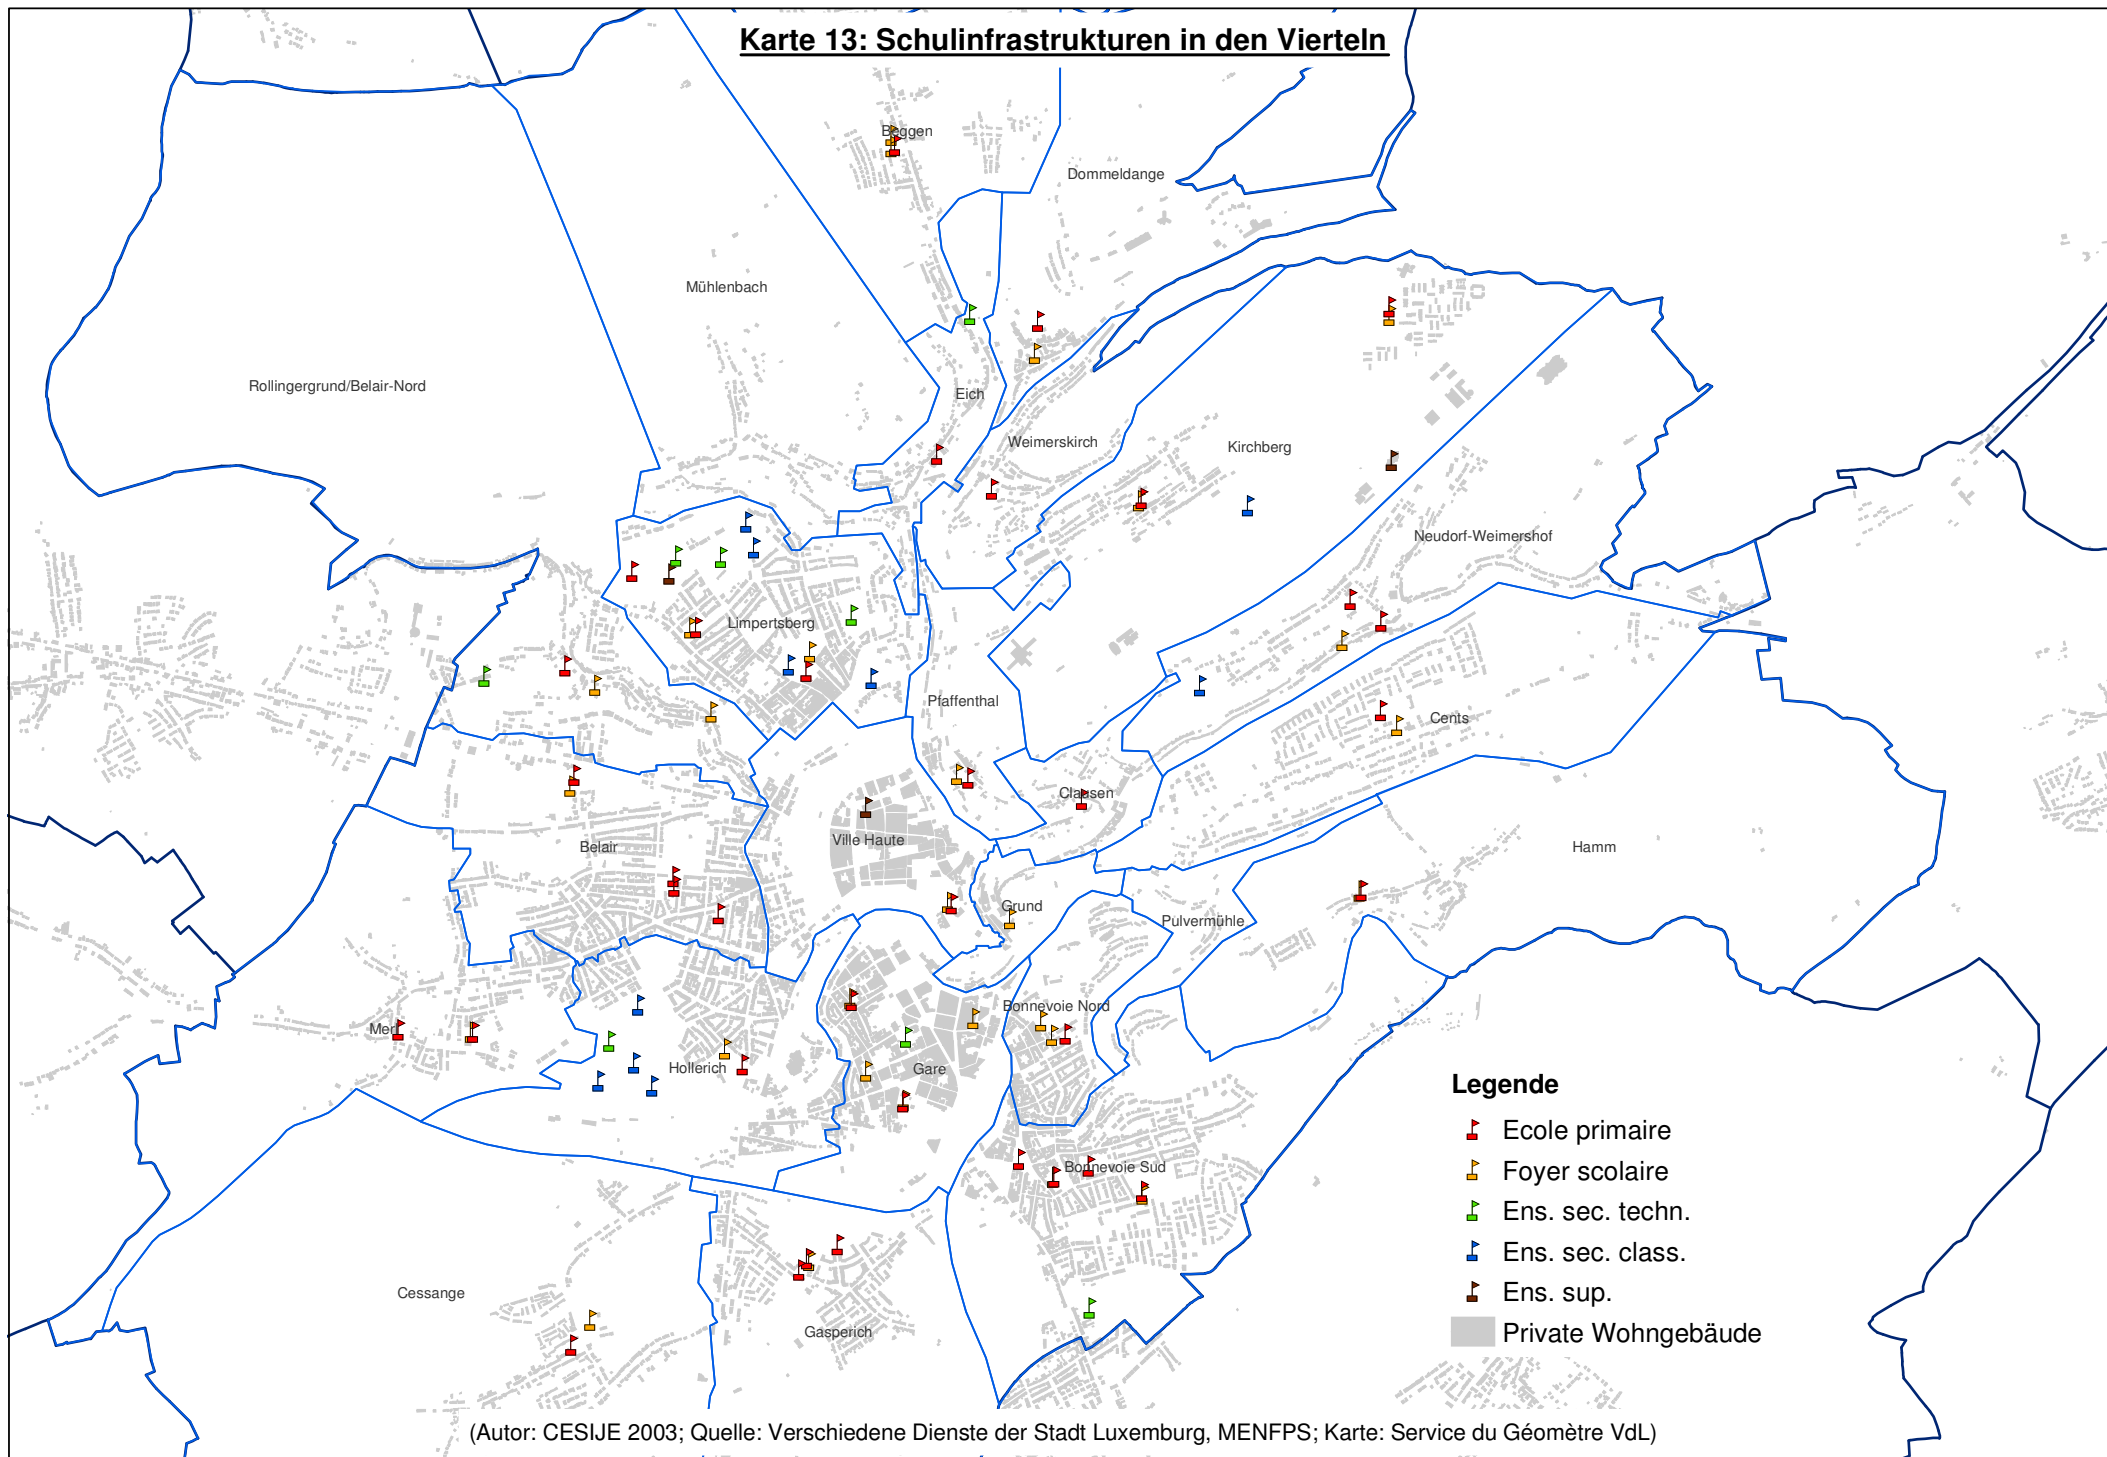 Karte 13: Schulinfrastrukturen in den Vierteln
Beggen
Dommeldange
Mühlenbach
Rollingergrund/Belair-Nord
Eich
Weimerskirch
Kirchberg
Neudorf-Weimershof
Limpertsberg
Pfaffenthal
Cents
Clausen
Ville Haute
Belair
Hamm
Grund
Pulvermühle
Bonnevoie Nord
Merl
Hollerich
Gare
Bonnevoie Sud
Cessange
Gasperich
Legende
Ecole primaire
Foyer scolaire
Ens. sec. techn.
Ens. sec. class.
Ens. sup.
Private Wohngebäude
(Autor: CESIJE 2003; Quelle: Verschiedene Dienste der Stadt Luxemburg, MENFPS; Karte: Service du Géomètre VdL)